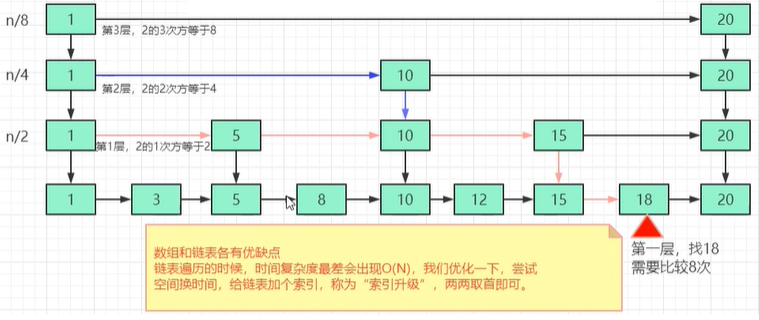 n/8 1 20
第3层，2的3次方等于8
n/4 1 10 20
第2层，2的2次方等于4
n/2 1 5 10 15 20
第1层，2的1次方等于2
1 3 5 8 10 12 15 18 20
数组和链表各有优缺点
链表遍历的时候，时间复杂度最差会出现O(N)，我们优化一下，尝试
空间换时间，给链表加个索引，称为“索引升级”，两两取首即可。
第一层，找18
需要比较8次